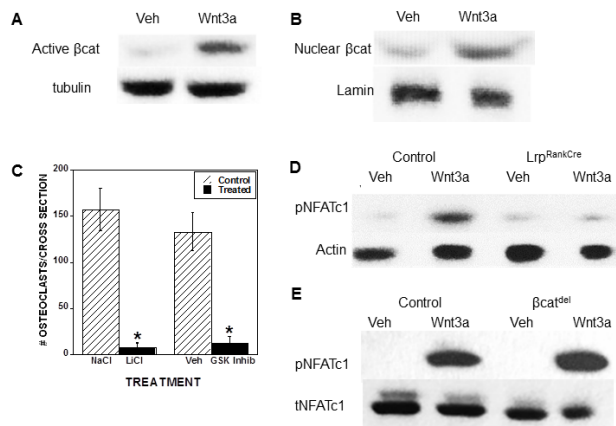 A
Veh Wnt3a
Active βcat
tubulin
B
Veh Wnt3a
Nuclear βcat
Lamin
C
200
150
100
50
0
# OSTEOCLASTS/CROSS SECTION
Control
Treated
*
*
NaCl LiCl Veh GSK Inhib
TREATMENT
D
Control Lrp^RankCre
Veh Wnt3a Veh Wnt3a
pNFATc1
Actin
E
Control βcat^del
Veh Wnt3a Veh Wnt3a
pNFATc1
tNFATc1